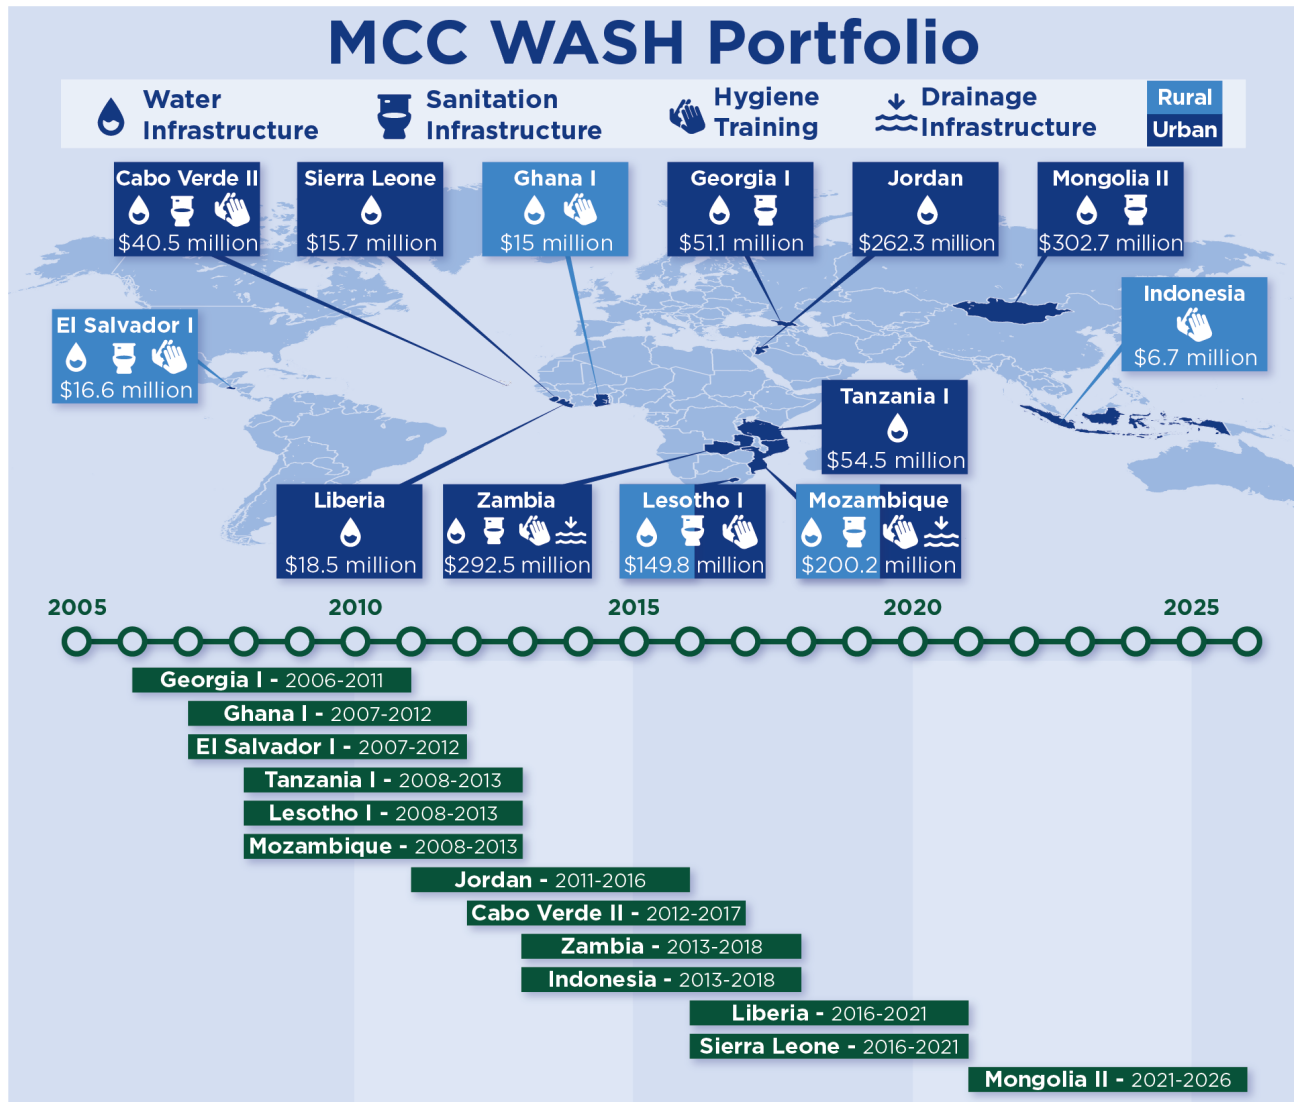 MCC WASH Portfolio
Water
Infrastructure
Sanitation
Infrastructure
Hygiene
Training
Drainage
Infrastructure
Rural
Urban
Cabo Verde II
$40.5 million
Sierra Leone
$15.7 million
Ghana I
$15 million
Georgia I
$51.1 million
Jordan
$262.3 million
Mongolia II
$302.7 million
Indonesia
$6.7 million
El Salvador I
$16.6 million
Tanzania I
$54.5 million
Liberia
$18.5 million
Zambia
$292.5 million
Lesotho I
$149.8 million
Mozambique
$200.2 million
2005 2010 2015 2020 2025
Georgia I - 2006-2011
Ghana I - 2007-2012
El Salvador I - 2007-2012
Tanzania I - 2008-2013
Lesotho I - 2008-2013
Mozambique - 2008-2013
Jordan - 2011-2016
Cabo Verde II - 2012-2017
Zambia - 2013-2018
Indonesia - 2013-2018
Liberia - 2016-2021
Sierra Leone - 2016-2021
Mongolia II - 2021-2026